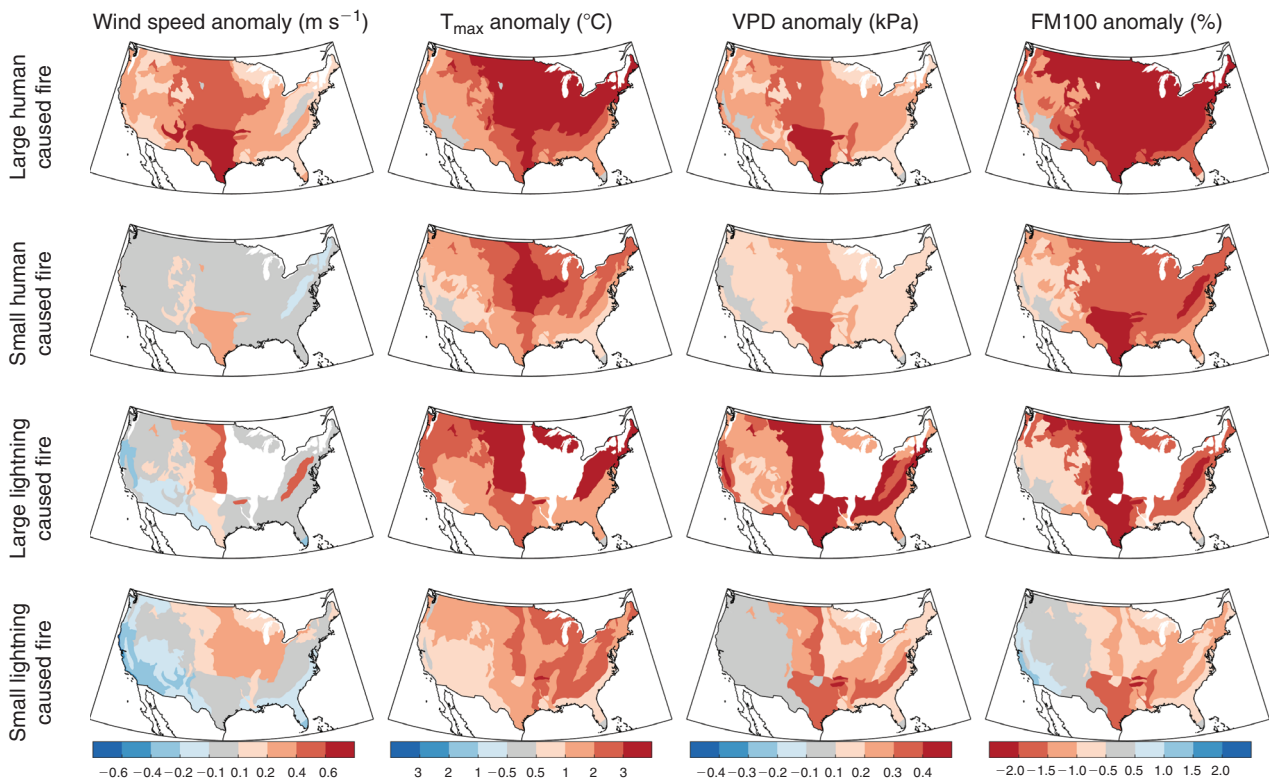 Wind speed anomaly (m s⁻¹) Tmax anomaly (°C) VPD anomaly (kPa) FM100 anomaly (%)
Large human
caused fire
Small human
caused fire
Large lightning
caused fire
Small lightning
caused fire
−0.6 −0.4 −0.2 −0.1 0.1 0.2 0.4 0.6 3 2 1 −0.5 0.5 1 2 3 −0.4 −0.3 −0.2 −0.1 0.1 0.2 0.3 0.4 −2.0 −1.5 −1.0 −0.5 0.5 1.0 1.5 2.0